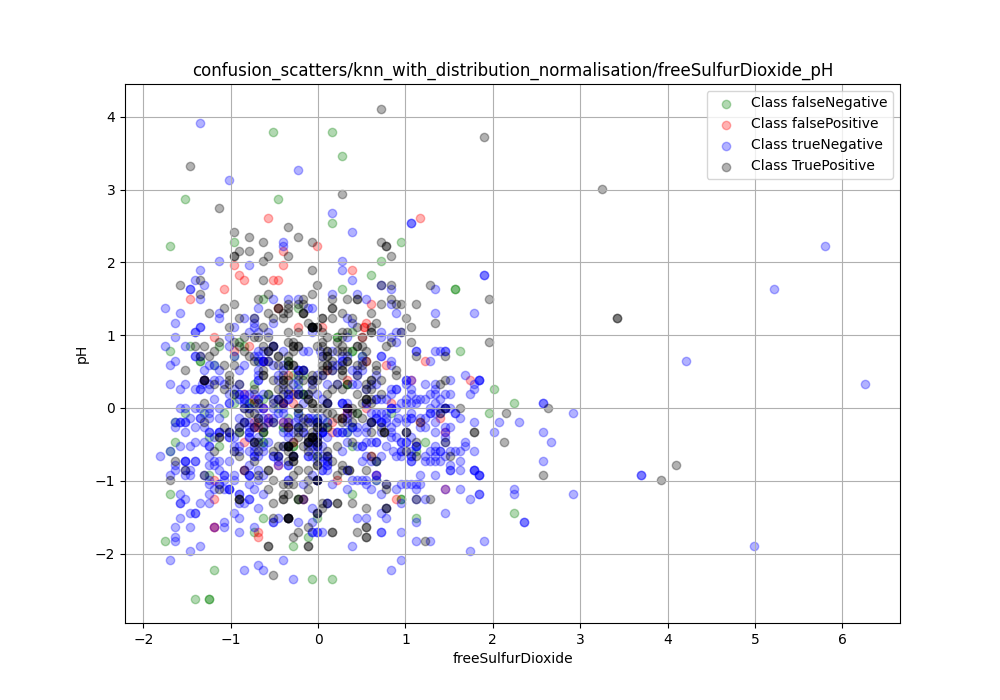 confusion_scatters/knn_with_distribution_normalisation/freeSulfurDioxide_pH
Class falseNegative
Class falsePositive
Class trueNegative
Class TruePositive
pH
4
3
2
1
0
−1
−2
−2
−1
0
1
2
3
4
5
6
freeSulfurDioxide